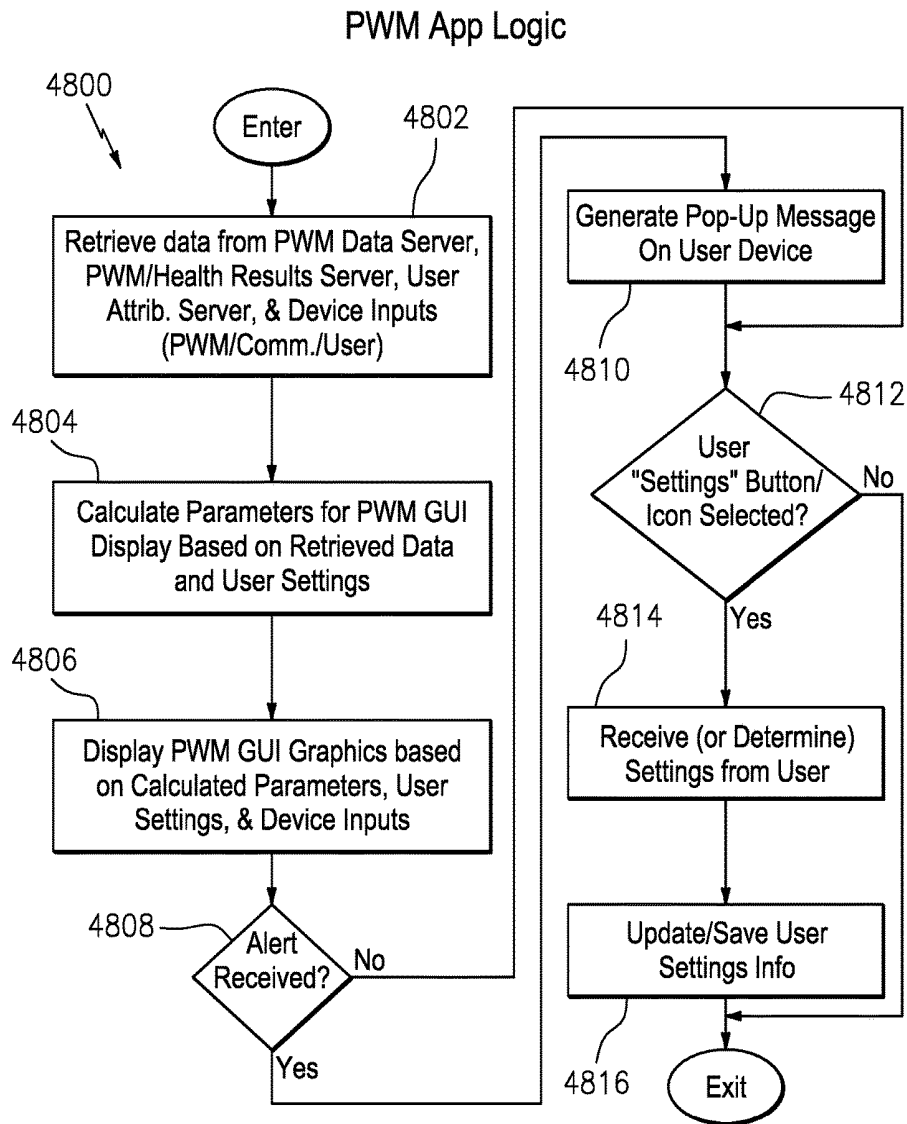 PWM App Logic
4800
Enter
4802
Retrieve data from PWM Data Server,
PWM/Health Results Server, User
Attrib. Server, & Device Inputs
(PWM/Comm./User)
4804
Calculate Parameters for PWM GUI
Display Based on Retrieved Data
and User Settings
4806
Display PWM GUI Graphics based
on Calculated Parameters, User
Settings, & Device Inputs
4808
Alert
Received?
No
Yes
Generate Pop-Up Message
On User Device
4810
4812
User
"Settings" Button/
Icon Selected?
No
Yes
4814
Receive (or Determine)
Settings from User
Update/Save User
Settings Info
4816
Exit